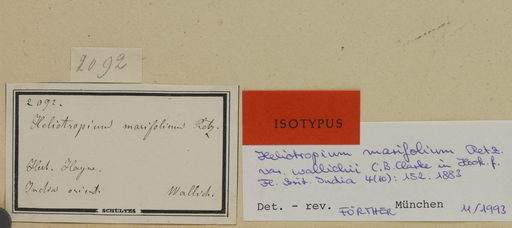 2092
2092.
Heliotropium marifolium Retz.
Herb. Heyne.
India orient. Wallich.
SCHULTES
ISOTYPUS
Heliotropium marifolium Retz.
var. wallichii C.B. Clarke in Hook. f.
Fl. Brit. India 4(10): 152. 1883
Det. - rev. FÖRTHER München 11/1993